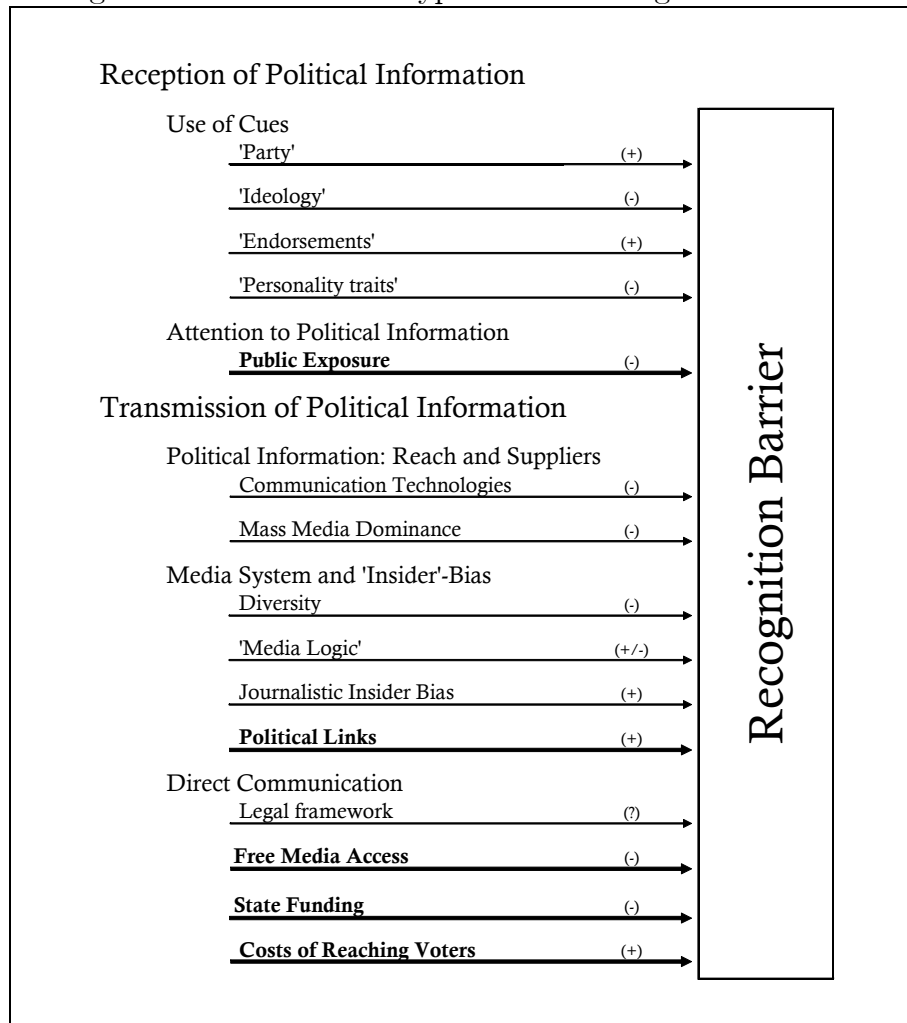 Reception of Political Information
Use of Cues
'Party' (+)
'Ideology' (-)
'Endorsements' (+)
'Personality traits' (-)
Attention to Political Information
Public Exposure (-)
Transmission of Political Information
Political Information: Reach and Suppliers
Communication Technologies (-)
Mass Media Dominance (-)
Media System and 'Insider'-Bias
Diversity (-)
'Media Logic' (+/-)
Journalistic Insider Bias (+)
Political Links (+)
Direct Communication
Legal framework (?)
Free Media Access (-)
State Funding (-)
Costs of Reaching Voters (+)
Recognition Barrier